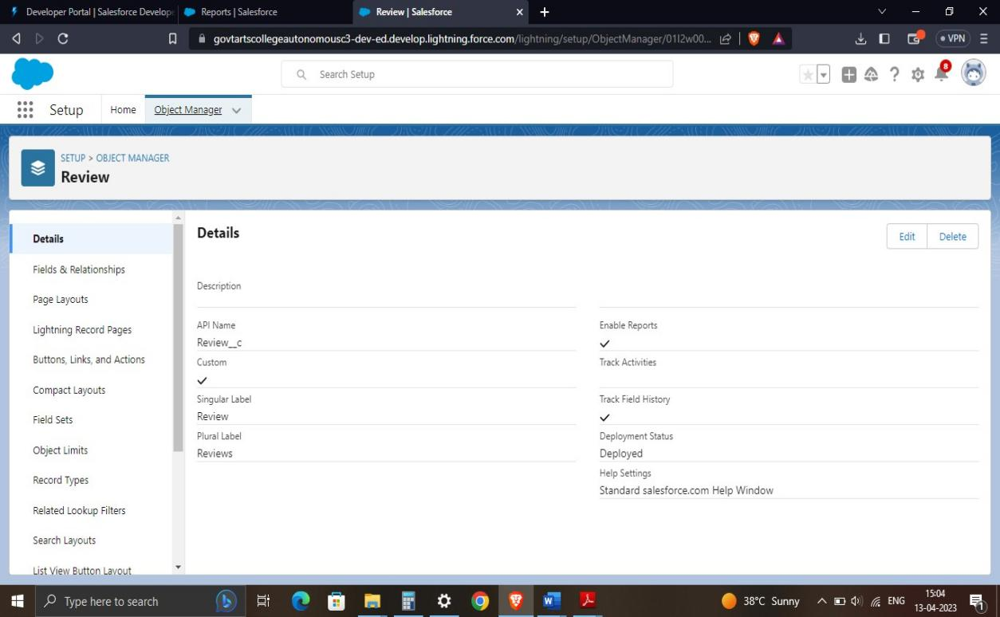 Developer Portal | Salesforce Develope
Reports | Salesforce
Review | Salesforce
govtartscollegeautonomousc3-dev-ed.develop.lightning.force.com/lightning/setup/ObjectManager/01I2w00...
VPN
Search Setup
8
Setup
Home
Object Manager
SETUP > OBJECT MANAGER
Review
Details
Fields & Relationships
Page Layouts
Lightning Record Pages
Buttons, Links, and Actions
Compact Layouts
Field Sets
Object Limits
Record Types
Related Lookup Filters
Search Layouts
List View Button Layout
Details
Edit
Delete
Description
API Name
Review__c
Custom
Singular Label
Review
Plural Label
Reviews
Enable Reports
Track Activities
Track Field History
Deployment Status
Deployed
Help Settings
Standard salesforce.com Help Window
Type here to search
38°C Sunny
ENG
15:04
13-04-2023
1